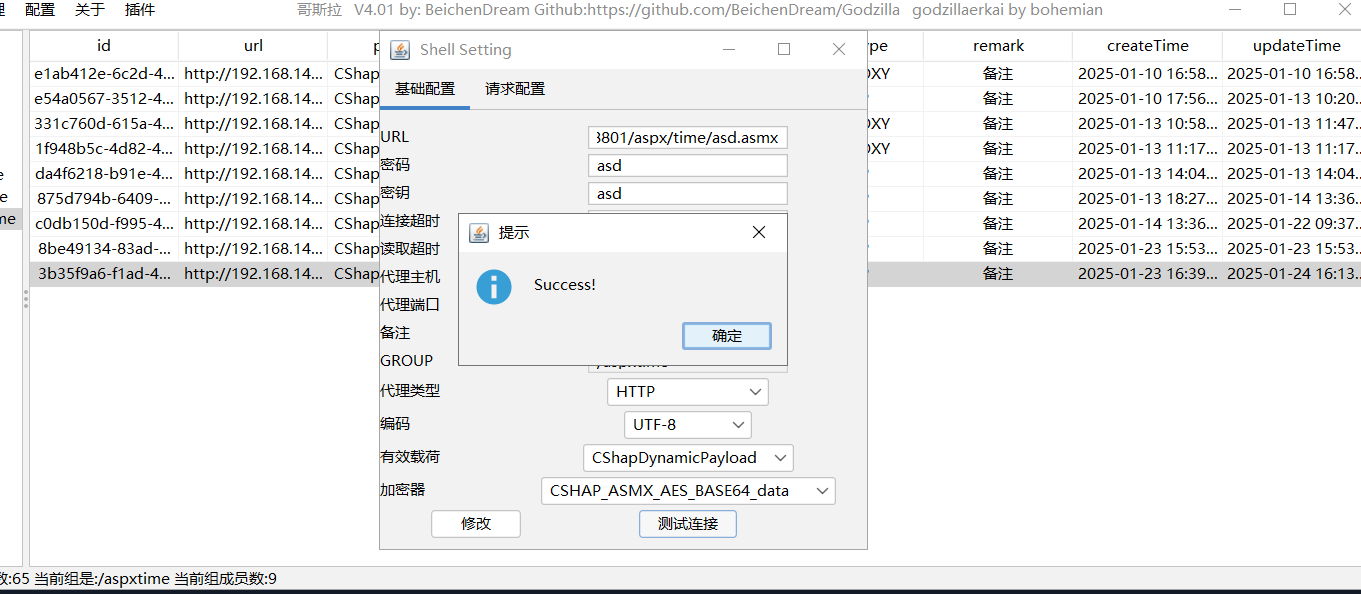 配置 关于 插件 哥斯拉 V4.01 by: BeichenDream Github:https://github.com/BeichenDream/Godzilla godzillaerkai by bohemian
id url remark createTime updateTime
e1ab412e-6c2d-4... http://192.168.14... CShap 备注 2025-01-10 16:58... 2025-01-10 16:58...
e54a0567-3512-4... http://192.168.14... CShap 备注 2025-01-10 17:56... 2025-01-13 10:20...
331c760d-615a-4... http://192.168.14... CShap 备注 2025-01-13 10:58... 2025-01-13 11:47...
1f948b5c-4d82-4... http://192.168.14... CShap 备注 2025-01-13 11:17... 2025-01-13 11:17...
da4f6218-b91e-4... http://192.168.14... CShap 备注 2025-01-13 14:04... 2025-01-13 14:04...
875d794b-6409-... http://192.168.14... CShap 备注 2025-01-13 18:27... 2025-01-14 13:36...
c0db150d-f995-4... http://192.168.14... CShap 备注 2025-01-14 13:36... 2025-01-22 09:37...
8be49134-83ad-... http://192.168.14... CShap 备注 2025-01-23 15:53... 2025-01-23 15:53...
3b35f9a6-f1ad-4... http://192.168.14... CShap 备注 2025-01-23 16:39... 2025-01-24 16:13...
Shell Setting
基础配置 请求配置
URL 3801/aspx/time/asd.asmx
密码 asd
密钥 asd
连接超时
读取超时
代理主机
代理端口
备注
GROUP
代理类型 HTTP
编码 UTF-8
有效载荷 CShapDynamicPayload
加密器 CSHAP_ASMX_AES_BASE64_data
修改 测试连接
提示
Success!
确定
数:65 当前组是:/aspxtime 当前组成员数:9